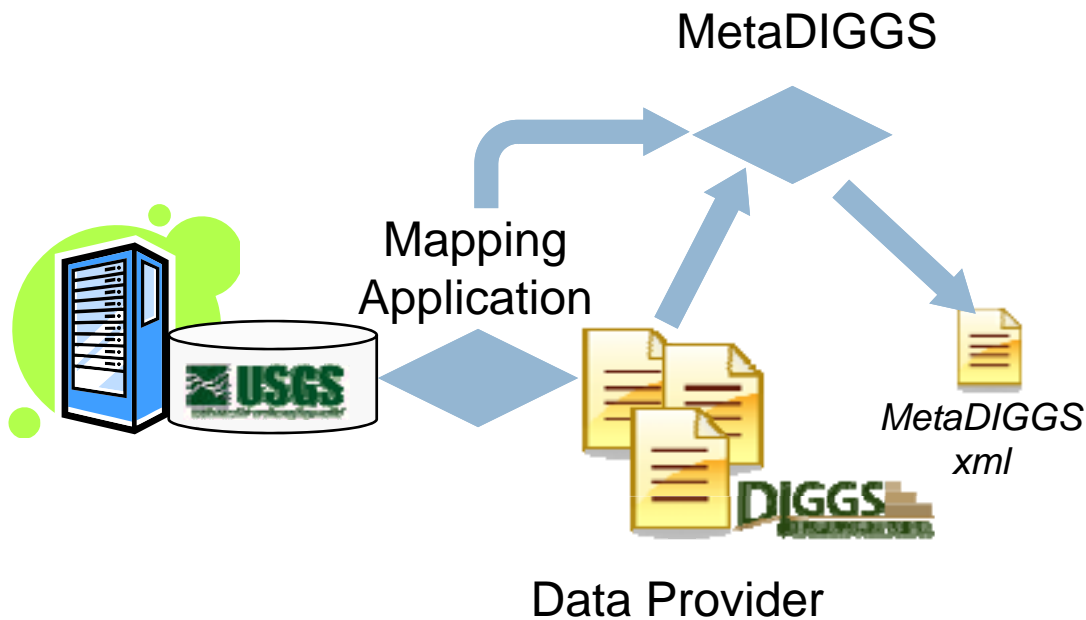 MetaDIGGS
Mapping
Application
USGS
MetaDIGGS
xml
DIGGS
Data Provider